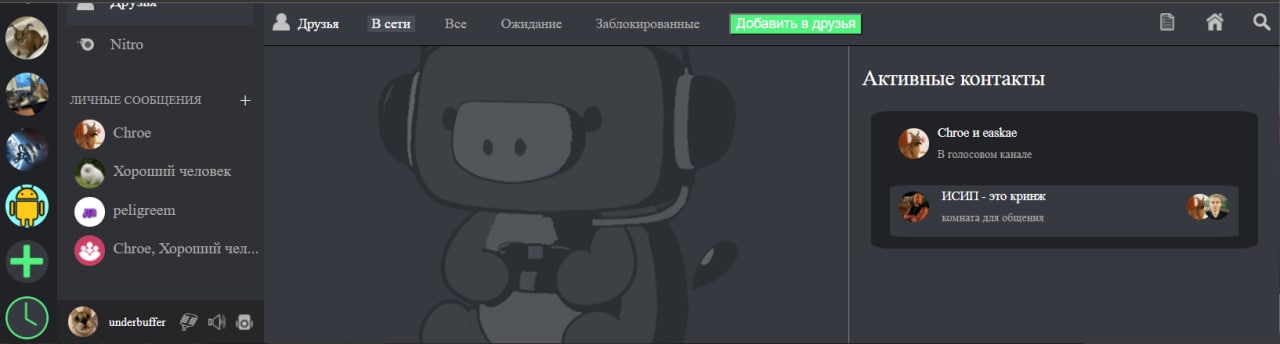 Друзья
Nitro
ЛИЧНЫЕ СООБЩЕНИЯ
Chroe
Хороший человек
peligreem
Chroe, Хороший чел...
underbuffer
Друзья
В сети
Все
Ожидание
Заблокированные
Добавить в друзья
Активные контакты
Chroe и easkae
В голосовом канале
ИСИП - это кринж
комната для общения